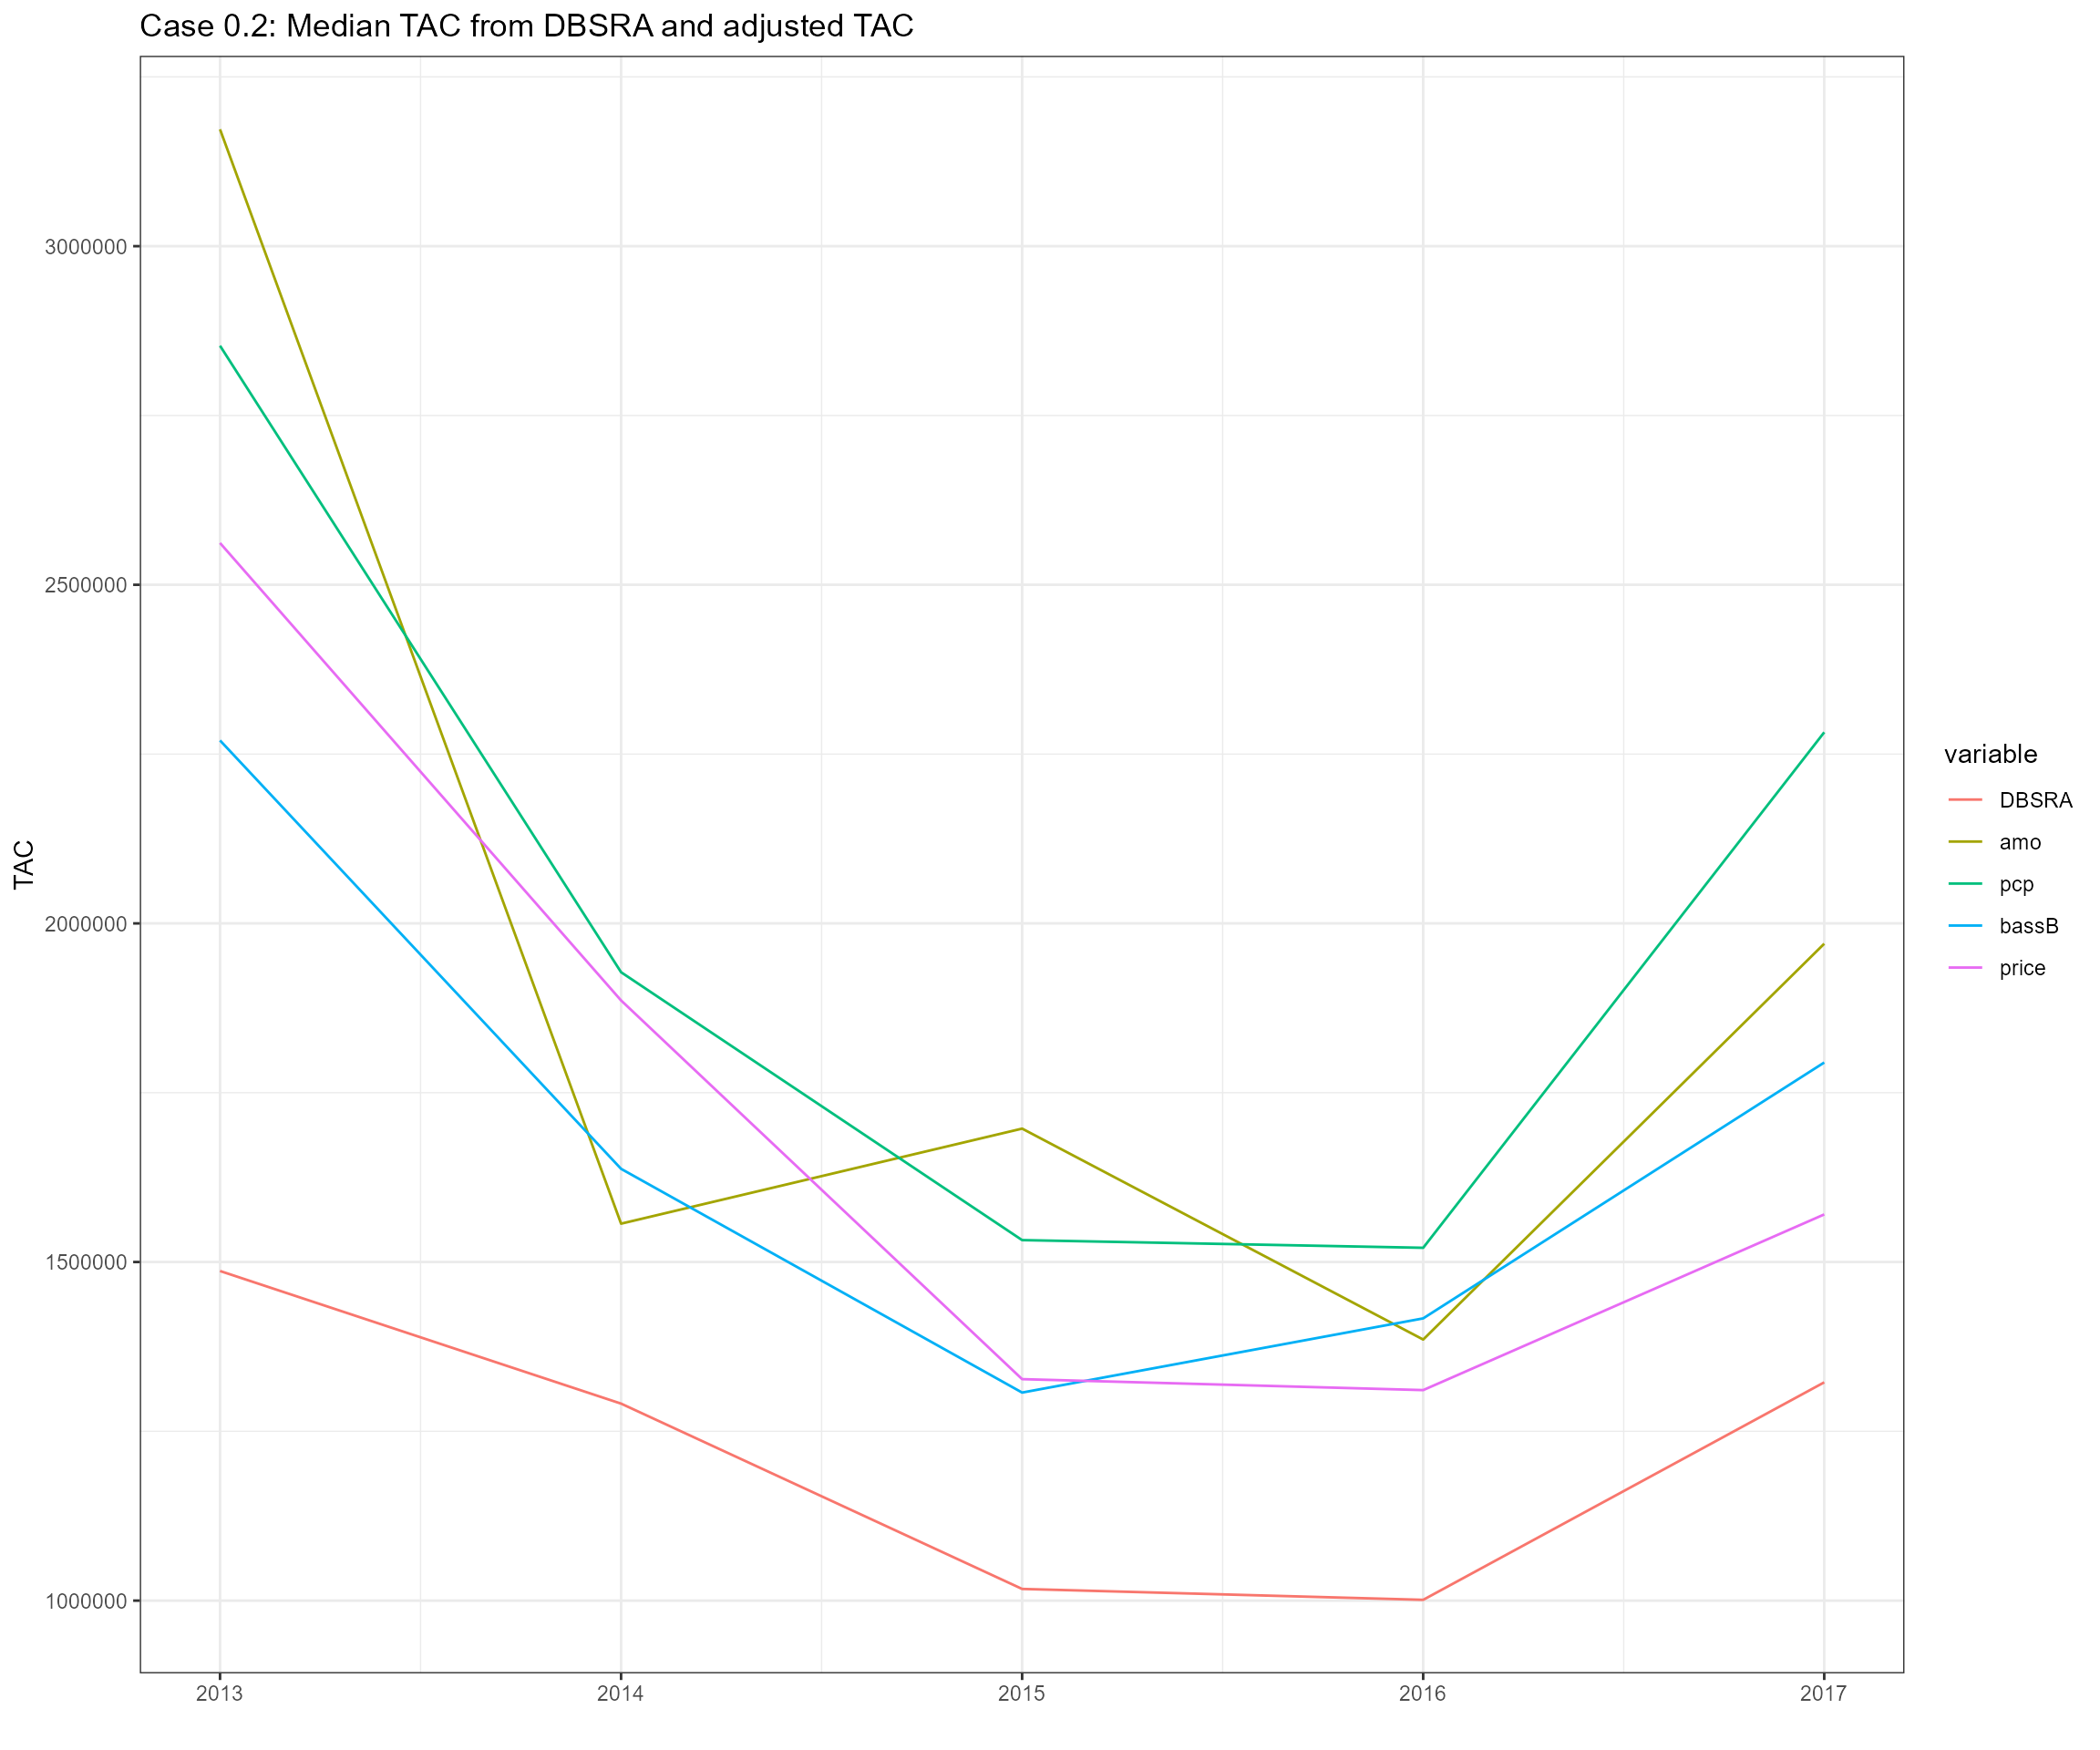 Case 0.2: Median TAC from DBSRA and adjusted TAC
TAC
3000000
2500000
2000000
1500000
1000000
2013
2014
2015
2016
2017
variable
DBSRA
amo
pcp
bassB
price